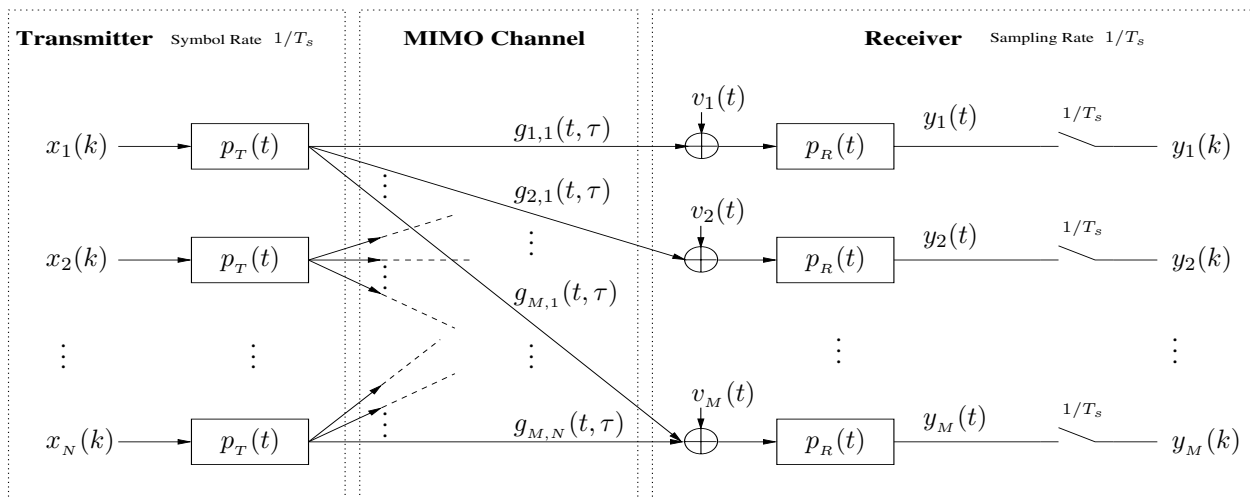 Transmitter Symbol Rate 1/T_s
MIMO Channel
Receiver Sampling Rate 1/T_s
x_1(k) p_T(t) g_{1,1}(t, τ) v_1(t) p_R(t) y_1(t) 1/T_s y_1(k)
g_{2,1}(t, τ)
x_2(k) p_T(t) v_2(t) p_R(t) y_2(t) 1/T_s y_2(k)
g_{M,1}(t, τ)
x_N(k) p_T(t) g_{M,N}(t, τ) v_M(t) p_R(t) y_M(t) 1/T_s y_M(k)